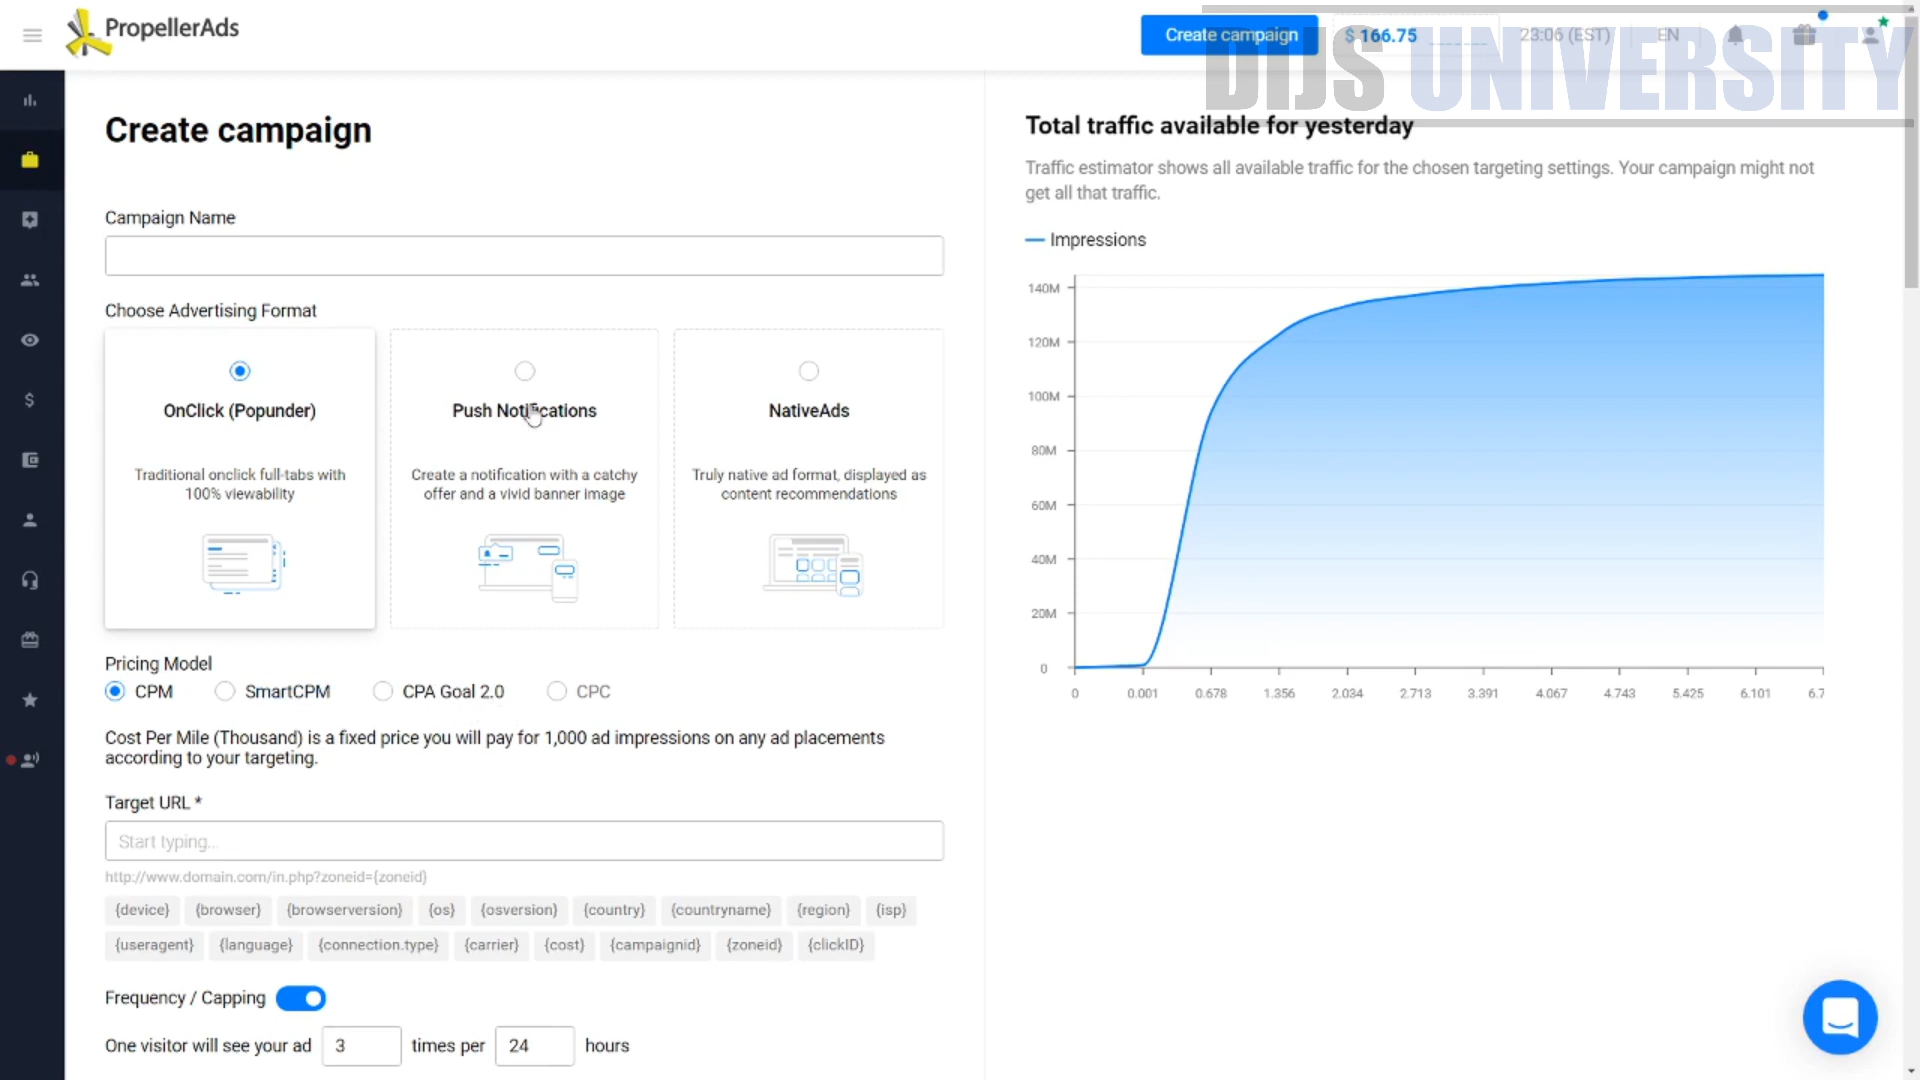 PropellerAds
Create campaign
$ 166.75
23:06 (EST)
EN
DIJS UNIVERSITY
Create campaign
Campaign Name
Choose Advertising Format
OnClick (Popunder)
Traditional onclick full-tabs with
100% viewability
Push Notifications
Create a notification with a catchy
offer and a vivid banner image
NativeAds
Truly native ad format, displayed as
content recommendations
Pricing Model
CPM
SmartCPM
CPA Goal 2.0
CPC
Cost Per Mile (Thousand) is a fixed price you will pay for 1,000 ad impressions on any ad placements
according to your targeting.
Target URL *
Start typing...
http://www.domain.com/in.php?zoneid={zoneid}
{device} {browser} {browserversion} {os} {osversion} {country} {countryname} {region} {isp}
{useragent} {language} {connection.type} {carrier} {cost} {campaignid} {zoneid} {clickID}
Frequency / Capping
One visitor will see your ad 3 times per 24 hours
Total traffic available for yesterday
Traffic estimator shows all available traffic for the chosen targeting settings. Your campaign might not
get all that traffic.
Impressions
140M
120M
100M
80M
60M
40M
20M
0
0 0.001 0.678 1.356 2.034 2.713 3.391 4.067 4.743 5.425 6.101 6.7